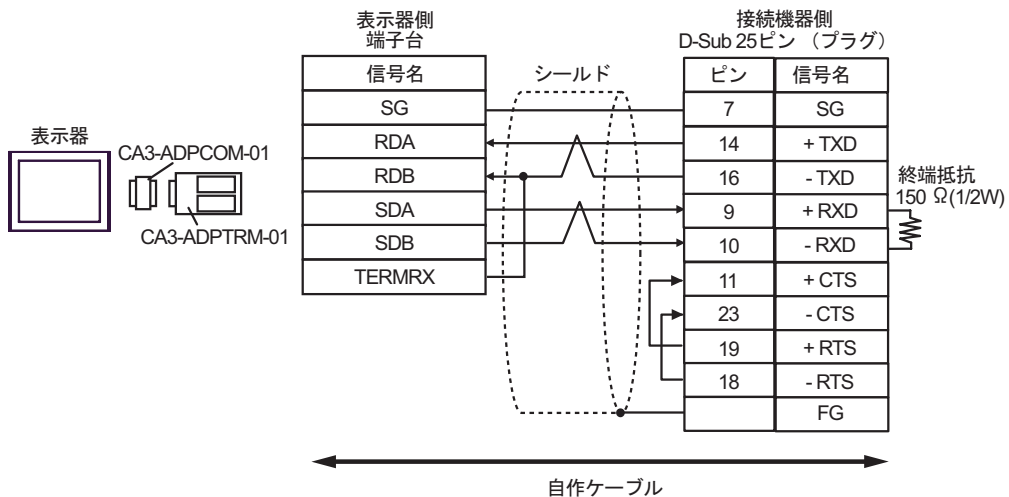 表示器側
端子台
接続機器側
D-Sub 25ピン （プラグ）
信号名
シールド
ピン 信号名
SG
7 SG
RDA
14 + TXD
RDB
16 - TXD
SDA
9 + RXD
SDB
10 - RXD
TERMRX
11 + CTS
23 - CTS
19 + RTS
18 - RTS
FG
表示器
CA3-ADPCOM-01
CA3-ADPTRM-01
終端抵抗
150 Ω(1/2W)
自作ケーブル